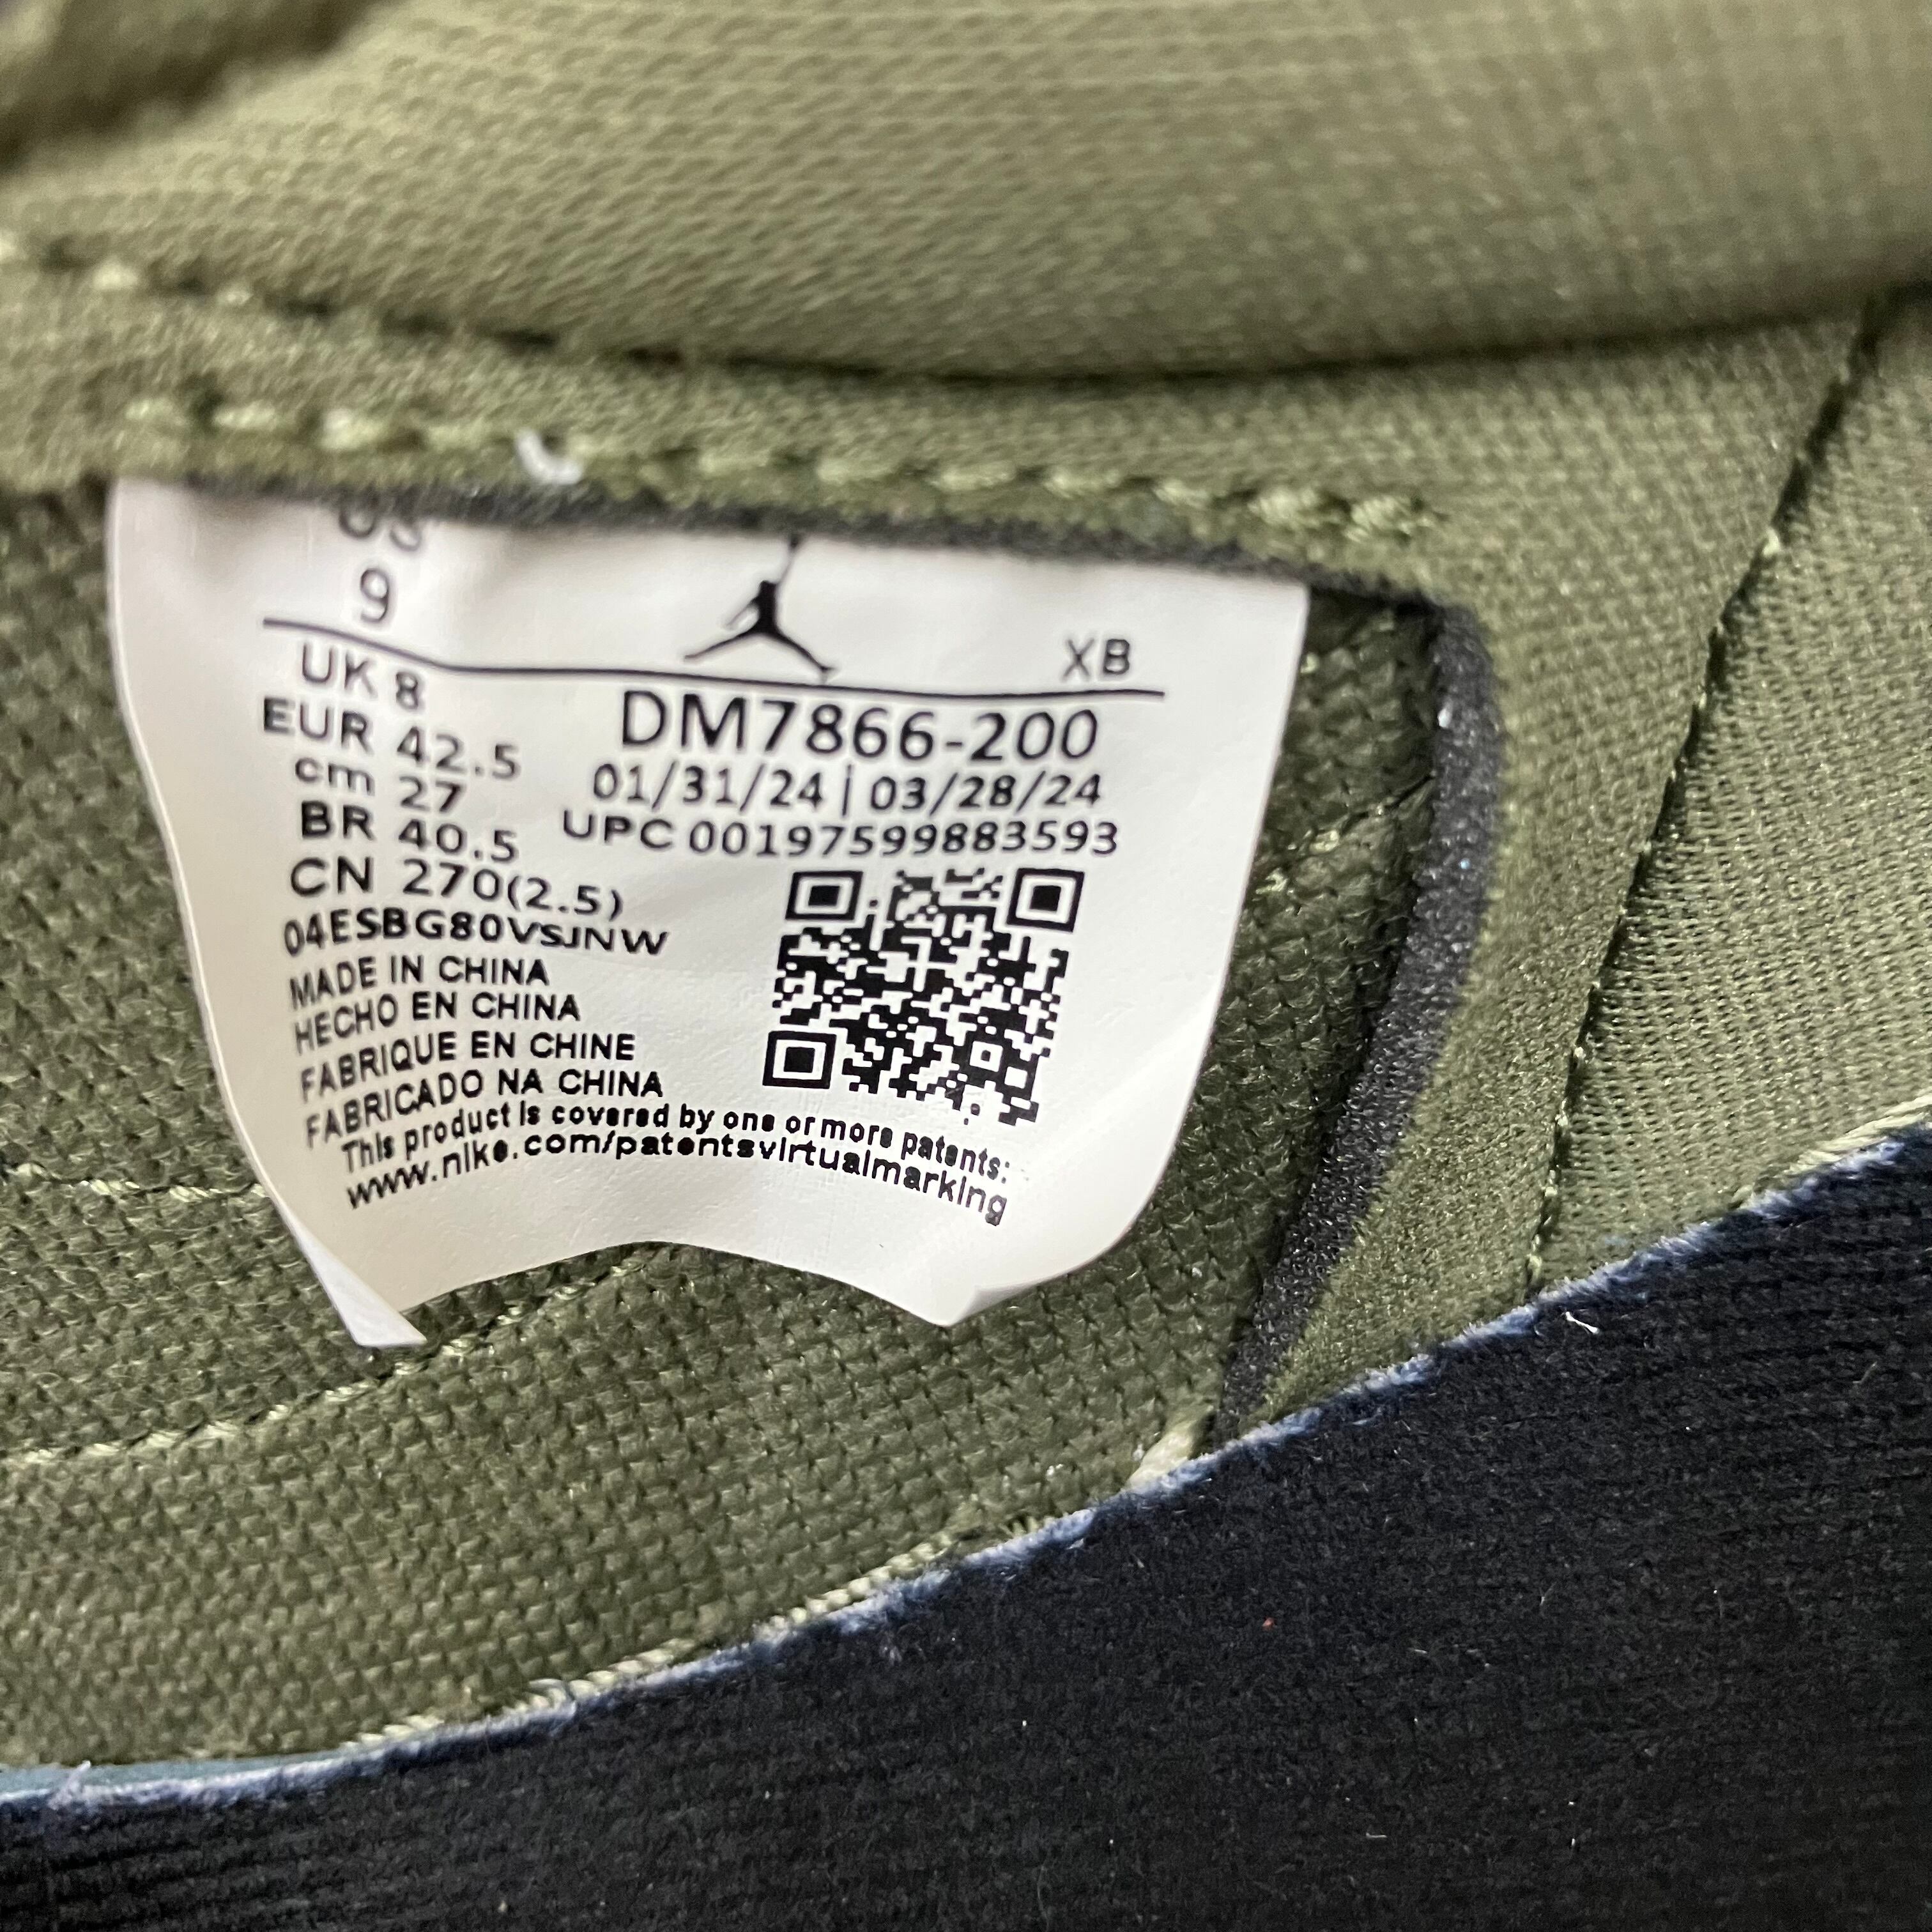 US
9
XB
UK 8
EUR 42.5
cm 27
BR 40.5
CN 270(2.5)
04ESBG80VSJNW
DM7866-200
01/31/24 | 03/28/24
UPC 00197599883593
MADE IN CHINA
HECHO EN CHINA
FABRIQUE EN CHINE
FABRICADO NA CHINA
This product is covered by one or more patents:
www.nike.com/patentsvirtualmarking